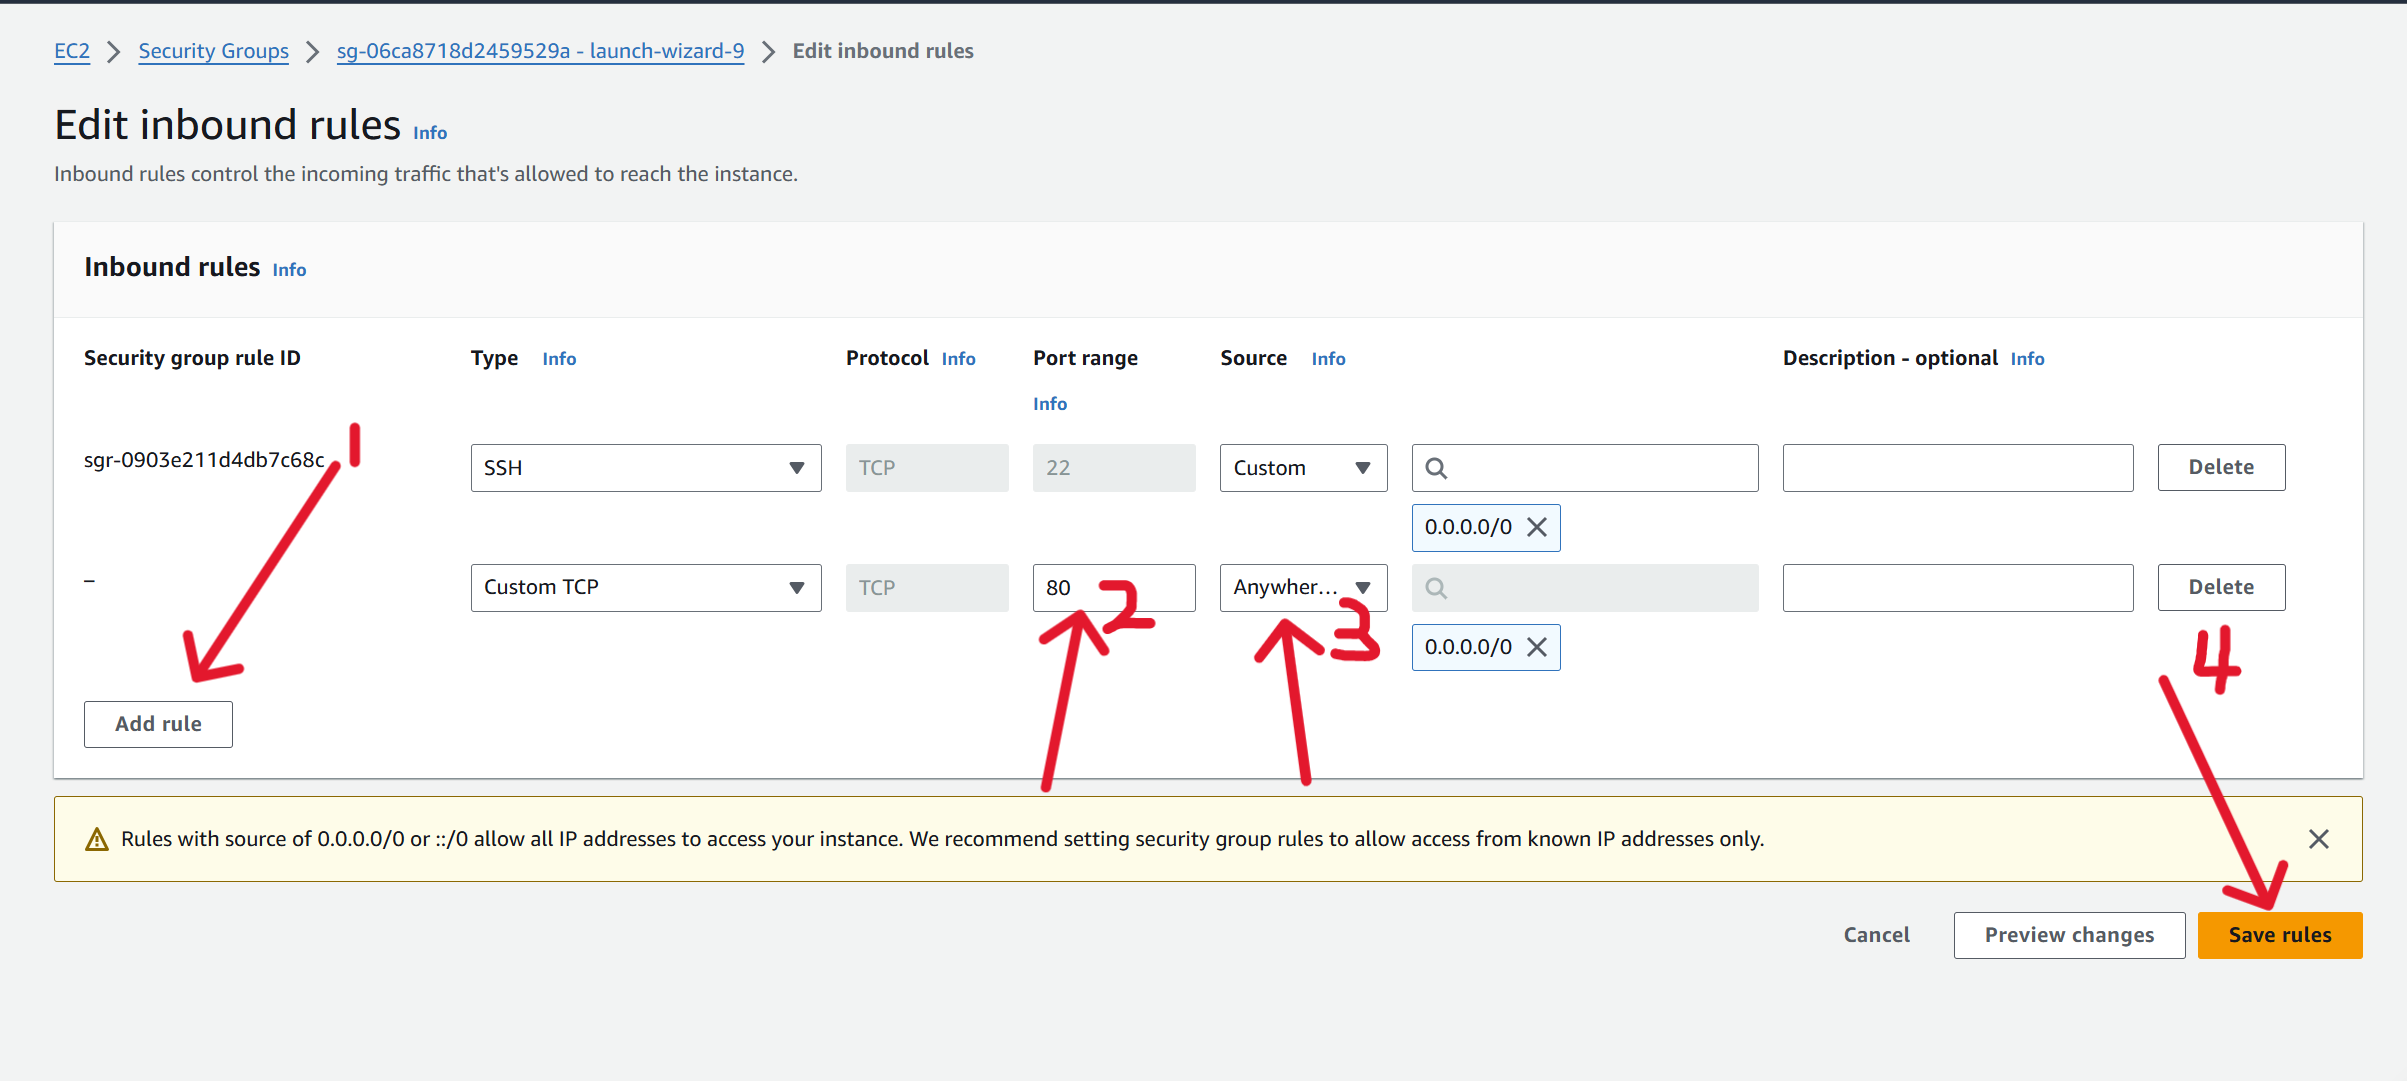 EC2 > Security Groups > sg-06ca8718d2459529a - launch-wizard-9 > Edit inbound rules
Edit inbound rules Info
Inbound rules control the incoming traffic that's allowed to reach the instance.
Inbound rules Info
Security group rule ID Type Info Protocol Info Port range Source Info Description - optional Info
Info
1
sgr-0903e211d4db7c68c SSH TCP 22 Custom Delete
0.0.0.0/0
– Custom TCP TCP 80 Anywher... Delete
2 3 4
0.0.0.0/0
Add rule
Rules with source of 0.0.0.0/0 or ::/0 allow all IP addresses to access your instance. We recommend setting security group rules to allow access from known IP addresses only.
Cancel Preview changes Save rules